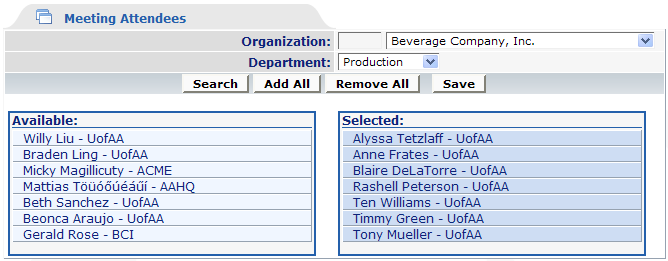 Meeting Attendees
Organization: Beverage Company, Inc.
Department: Production
Search Add All Remove All Save
Available:
Willy Liu - UofAA
Braden Ling - UofAA
Micky Magillicuty - ACME
Mattias Töüóőúéáűí - AAHQ
Beth Sanchez - UofAA
Beonca Araujo - UofAA
Gerald Rose - BCI
Selected:
Alyssa Tetzlaff - UofAA
Anne Frates - UofAA
Blaire DeLaTorre - UofAA
Rashell Peterson - UofAA
Ten Williams - UofAA
Timmy Green - UofAA
Tony Mueller - UofAA